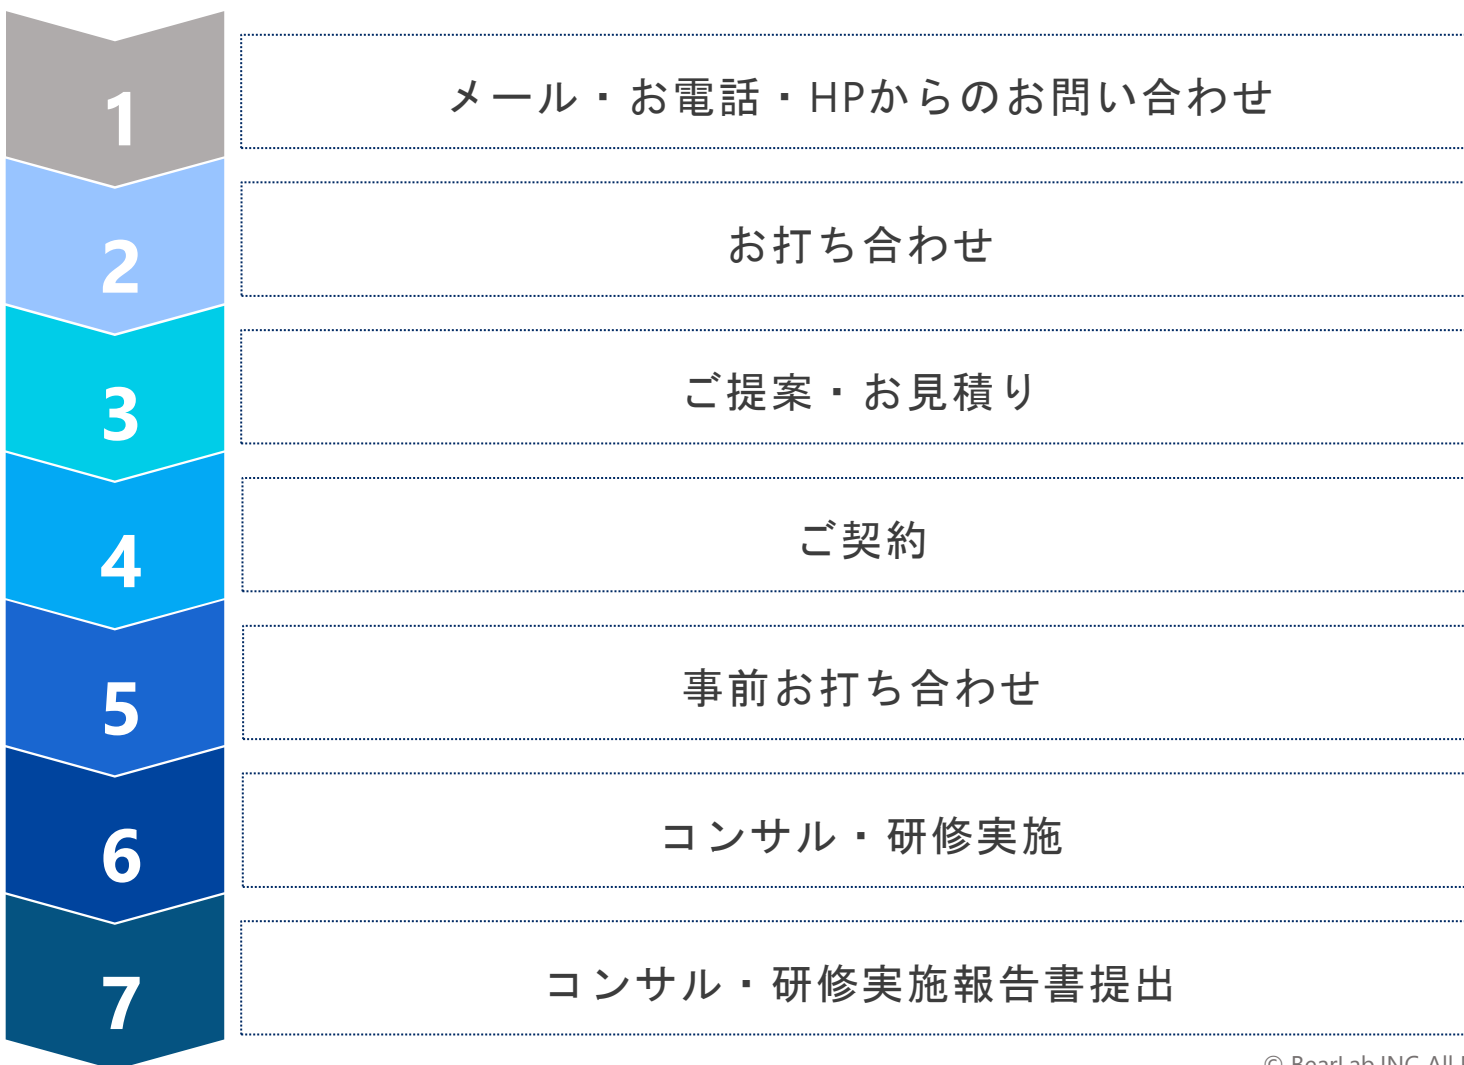 1
メール・お電話・HPからのお問い合わせ
2
お打ち合わせ
3
ご提案・お見積り
4
ご契約
5
事前お打ち合わせ
6
コンサル・研修実施
7
コンサル・研修実施報告書提出
© BearLab INC All